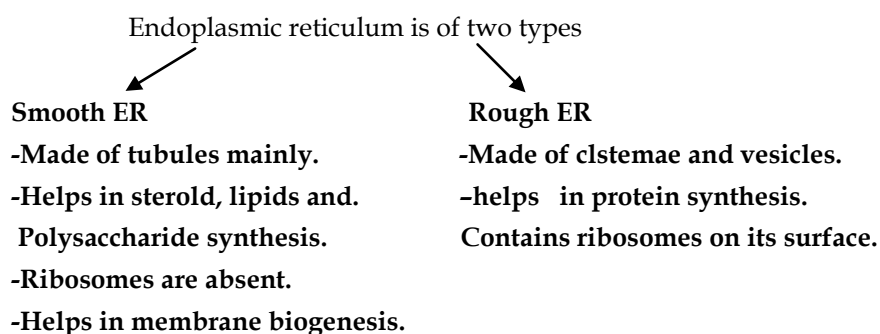 Endoplasmic reticulum is of two types
Smooth ER
-Made of tubules mainly.
-Helps in sterold, lipids and.
Polysaccharide synthesis.
-Ribosomes are absent.
-Helps in membrane biogenesis.
Rough ER
-Made of clstemae and vesicles.
–helps in protein synthesis.
Contains ribosomes on its surface.